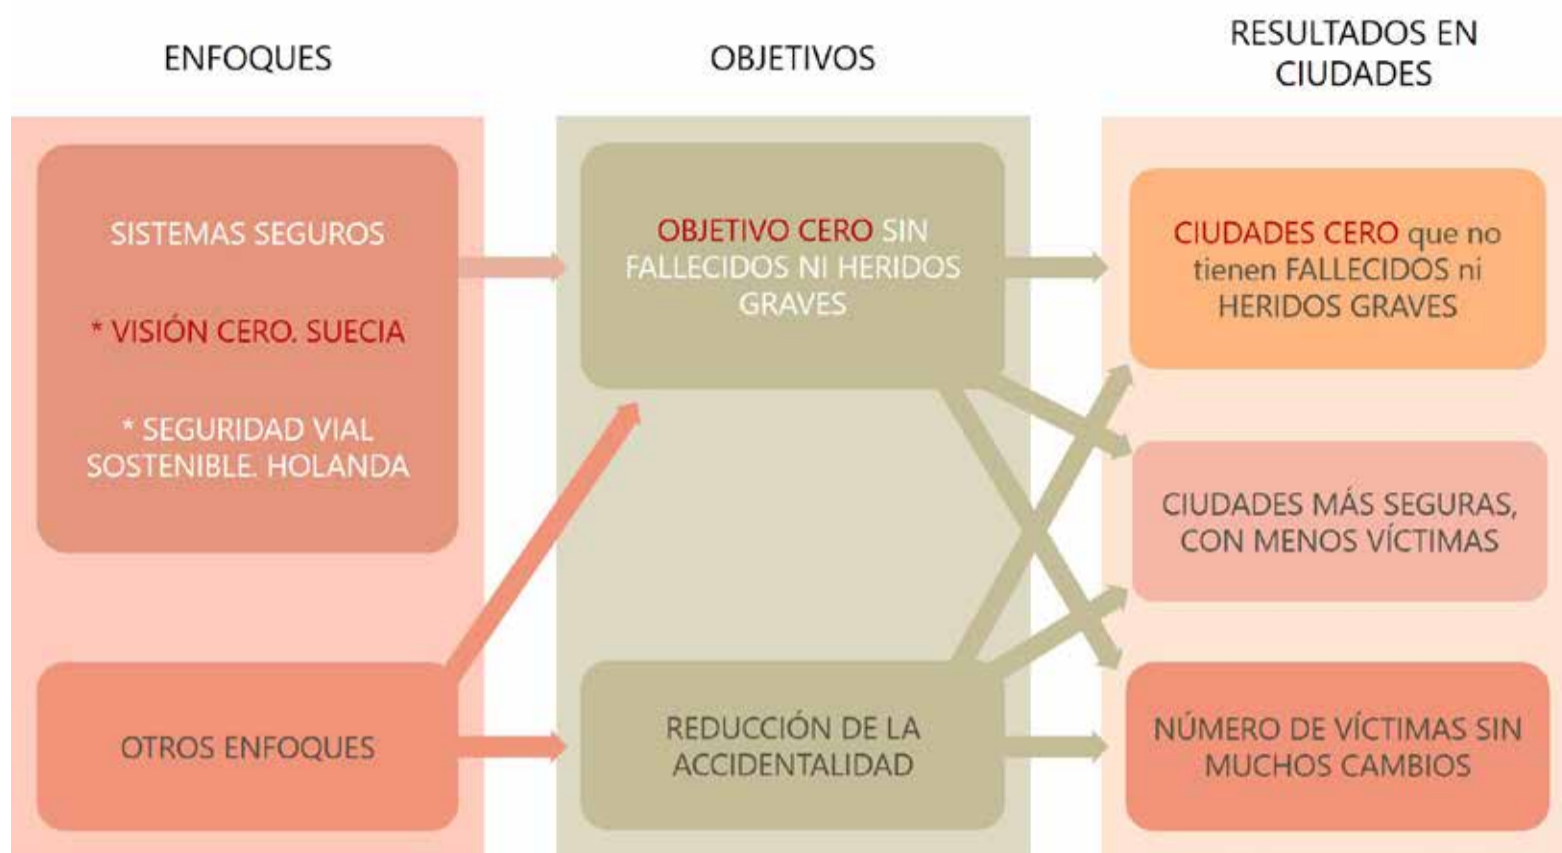 ENFOQUES
SISTEMAS SEGUROS
* VISIÓN CERO. SUECIA
* SEGURIDAD VIAL
SOSTENIBLE. HOLANDA
OTROS ENFOQUES
OBJETIVOS
OBJETIVO CERO SIN
FALLECIDOS NI HERIDOS
GRAVES
REDUCCIÓN DE LA
ACCIDENTALIDAD
RESULTADOS EN
CIUDADES
CIUDADES CERO que no
tienen FALLECIDOS ni
HERIDOS GRAVES
CIUDADES MÁS SEGURAS,
CON MENOS VÍCTIMAS
NÚMERO DE VÍCTIMAS SIN
MUCHOS CAMBIOS